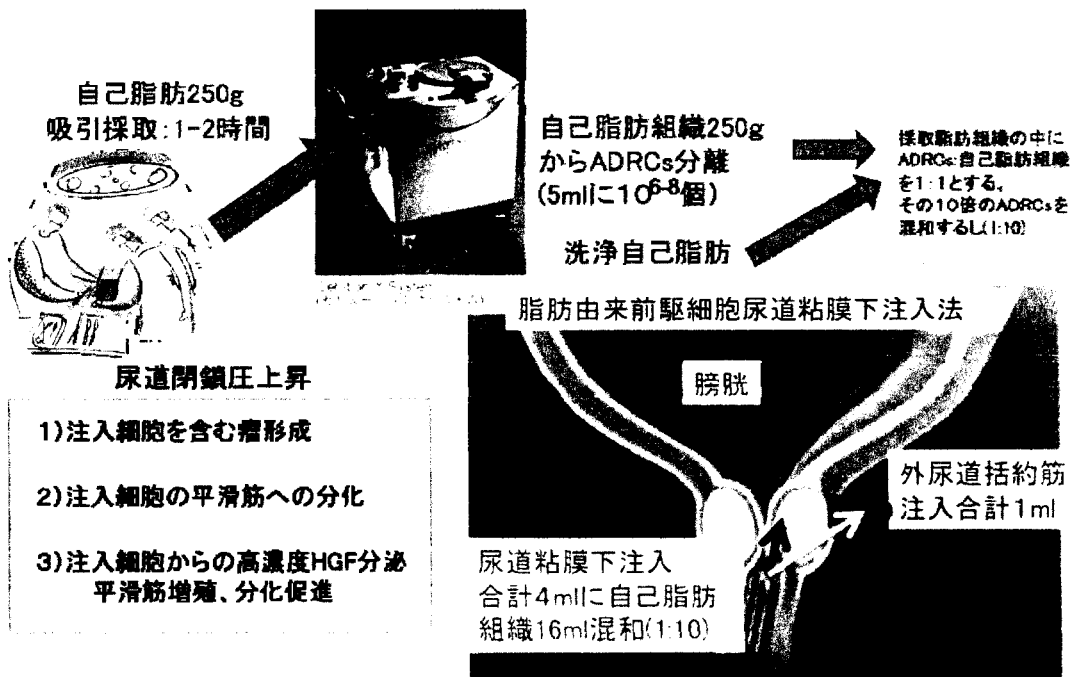 自己脂肪250g
吸引採取:1-2時間
自己脂肪組織250g
からADRCs分離
(5mlに10⁶⁻⁸個)
洗浄自己脂肪
採取脂肪組織の中に
ADRCs:自己脂肪組織
を1:1とする。
その10倍のADRCsを
混和するし(1:10)
脂肪由来前駆細胞尿道粘膜下注入法
膀胱
外尿道括約筋
注入合計1ml
尿道粘膜下注入
合計4mlに自己脂肪
組織16ml混和(1:10)
尿道閉鎖圧上昇
1)注入細胞を含む瘤形成
2)注入細胞の平滑筋への分化
3)注入細胞からの高濃度HGF分泌
平滑筋増殖、分化促進